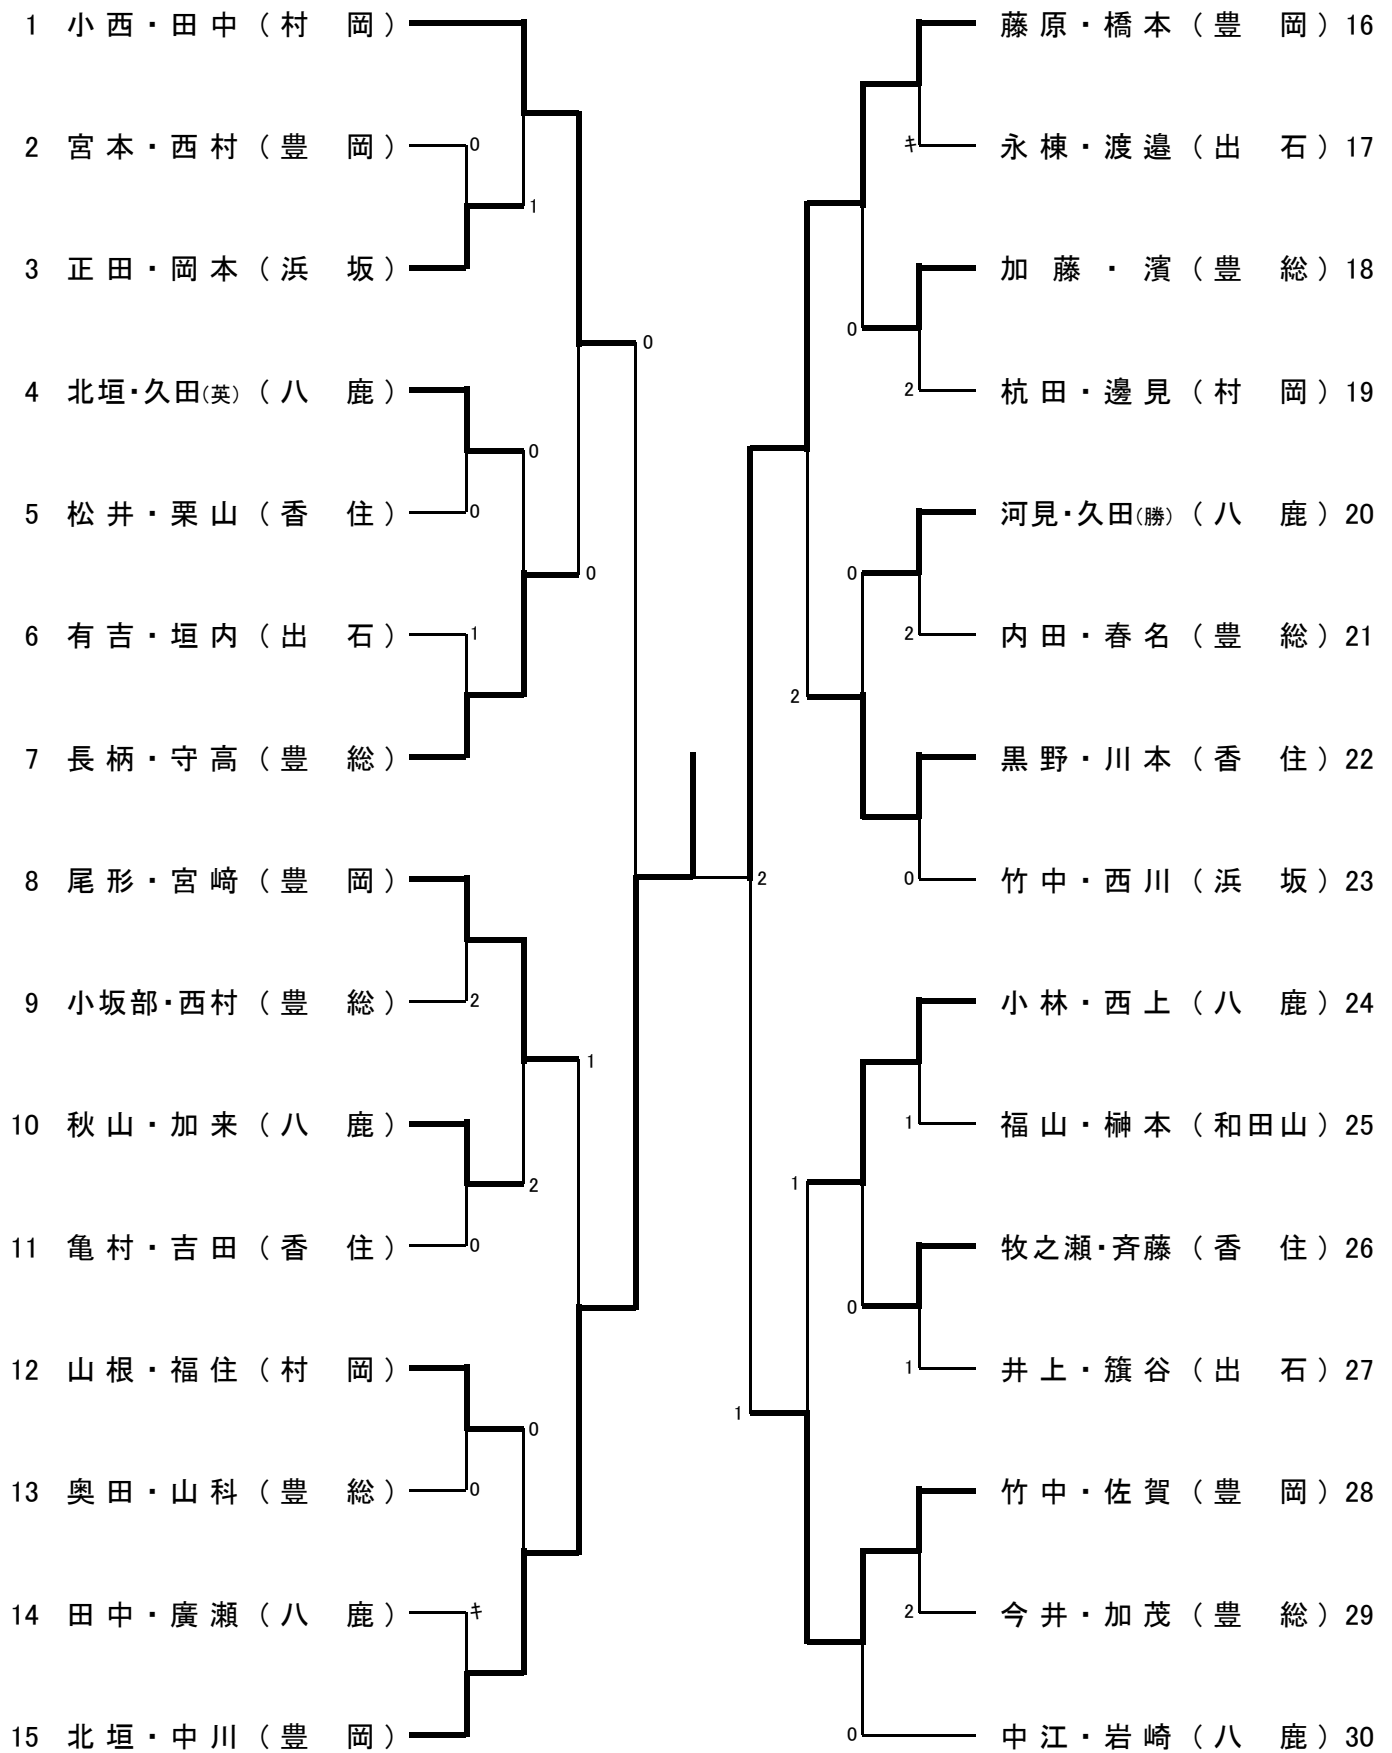 1 小西・田中（村　岡）
2 宮本・西村（豊　岡） 0
1
3 正田・岡本（浜　坂）
0
4 北垣・久田(英)（八　鹿）
0
5 松井・栗山（香　住） 0
0
6 有吉・垣内（出　石） 1
7 長柄・守高（豊　総）
8 尾形・宮﨑（豊　岡）
9 小坂部・西村（豊　総） 2
1
10 秋山・加来（八　鹿）
2
11 亀村・吉田（香　住） 0
12 山根・福住（村　岡）
0
13 奥田・山科（豊　総） 0
14 田中・廣瀬（八　鹿） キ
15 北垣・中川（豊　岡）
藤原・橋本（豊　岡）16
キ 永棟・渡邉（出　石）17
加藤・濱（豊　総）18
0
2 杭田・邊見（村　岡）19
河見・久田(勝)（八　鹿）20
0
2 内田・春名（豊　総）21
2
黒野・川本（香　住）22
2
0 竹中・西川（浜　坂）23
小林・西上（八　鹿）24
1 福山・榊本（和田山）25
1
牧之瀬・斉藤（香　住）26
0
1 井上・籏谷（出　石）27
1
竹中・佐賀（豊　岡）28
2 今井・加茂（豊　総）29
0 中江・岩崎（八　鹿）30